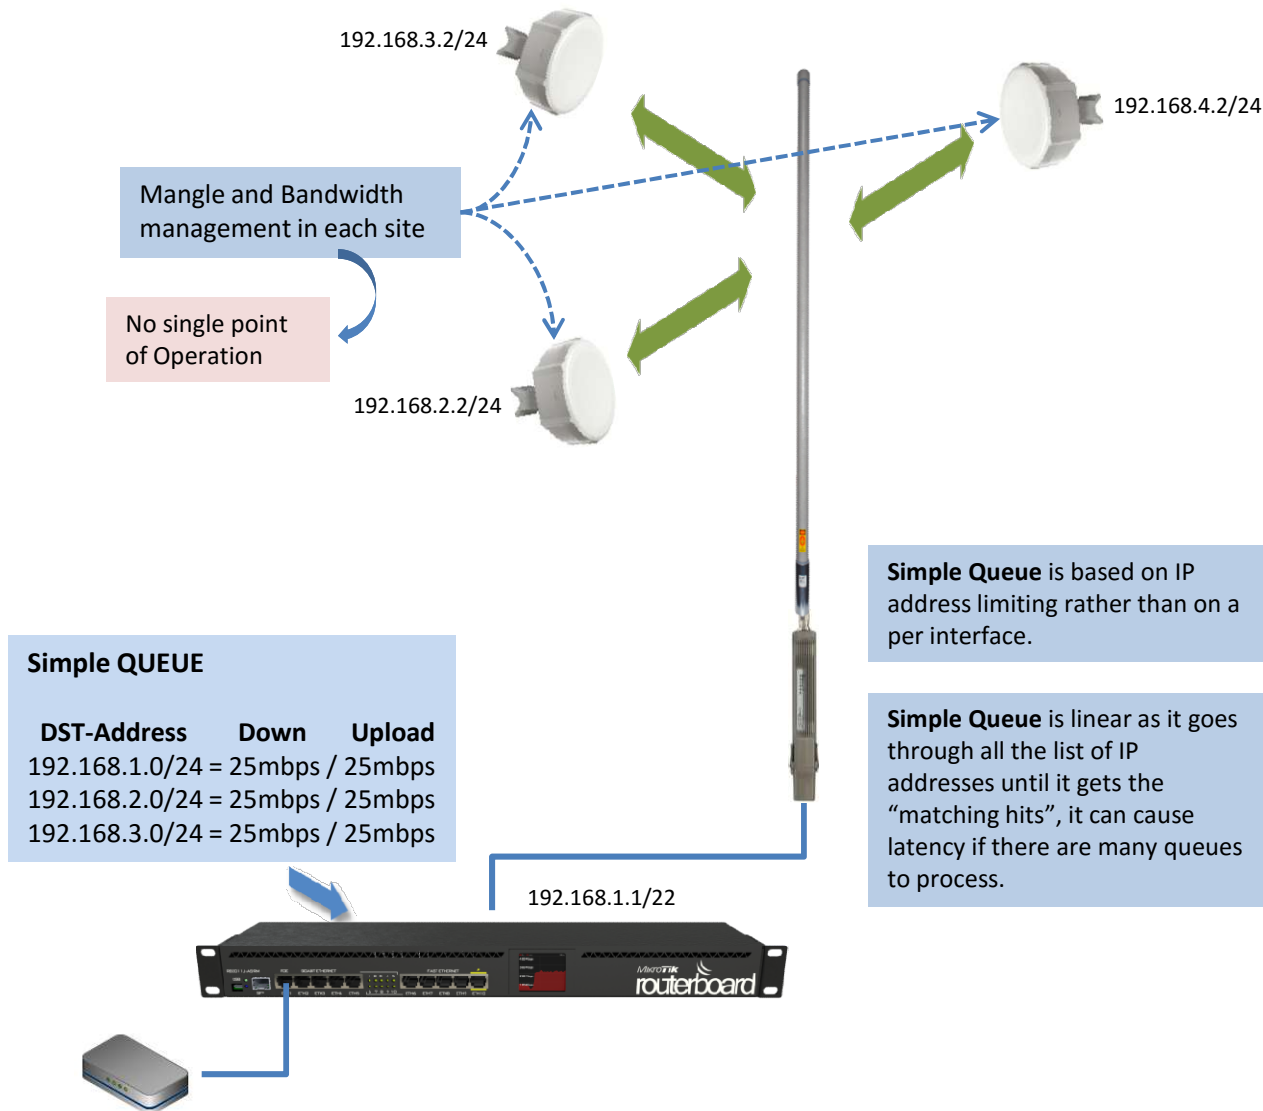 192.168.3.2/24
192.168.4.2/24
Mangle and Bandwidth
management in each site
No single point
of Operation
192.168.2.2/24
Simple Queue is based on IP
address limiting rather than on a
per interface.
Simple QUEUE
DST-Address Down Upload
192.168.1.0/24 = 25mbps / 25mbps
192.168.2.0/24 = 25mbps / 25mbps
192.168.3.0/24 = 25mbps / 25mbps
Simple Queue is linear as it goes
through all the list of IP
addresses until it gets the
“matching hits”, it can cause
latency if there are many queues
to process.
192.168.1.1/22
MikroTik
routerboard